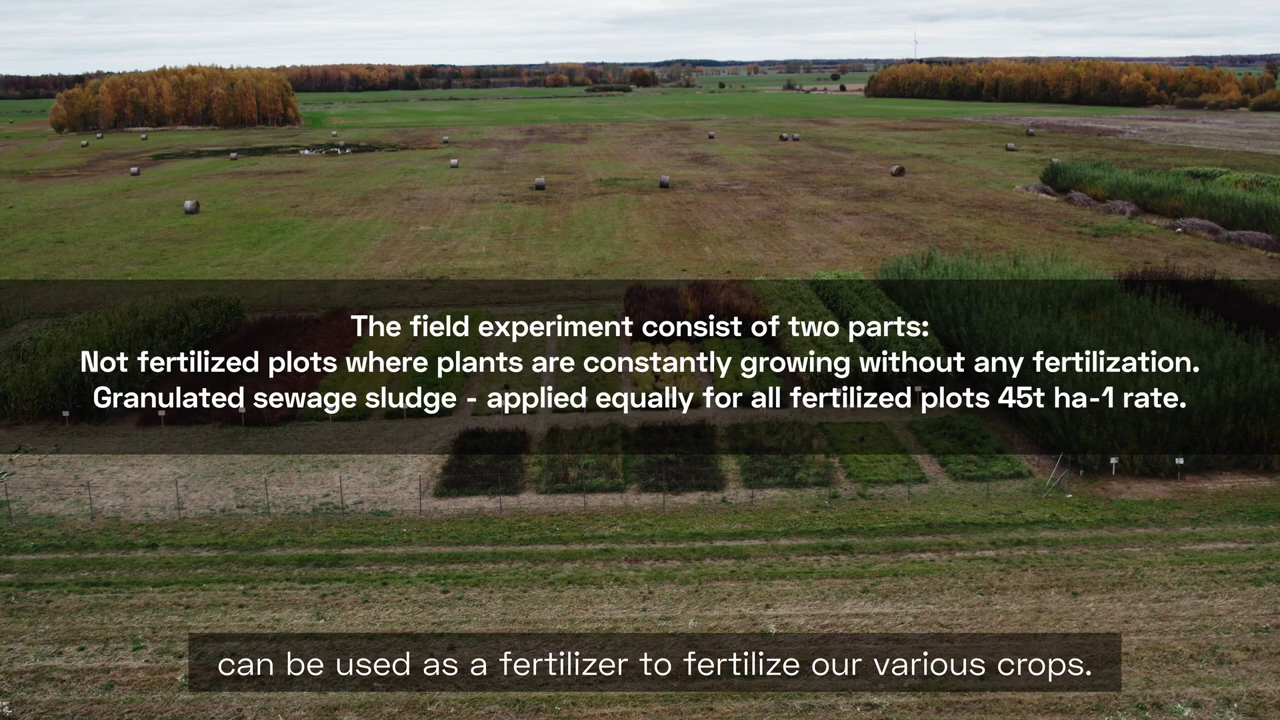 The field experiment consist of two parts:
Not fertilized plots where plants are constantly growing without any fertilization.
Granulated sewage sludge - applied equally for all fertilized plots 45t ha-1 rate.
can be used as a fertilizer to fertilize our various crops.